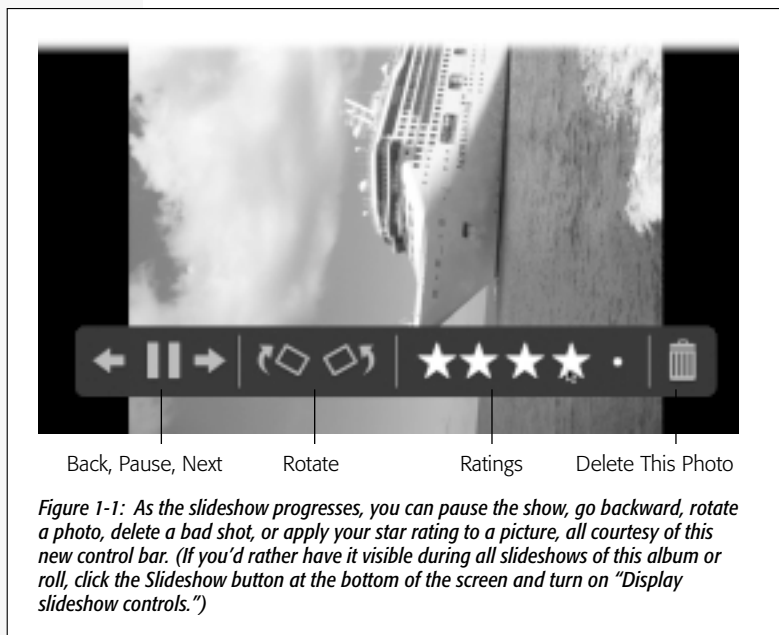 Back, Pause, Next Rotate Ratings Delete This Photo
Figure 1-1: As the slideshow progresses, you can pause the show, go backward, rotate
a photo, delete a bad shot, or apply your star rating to a picture, all courtesy of this
new control bar. (If you’d rather have it visible during all slideshows of this album or
roll, click the Slideshow button at the bottom of the screen and turn on “Display
slideshow controls.”)